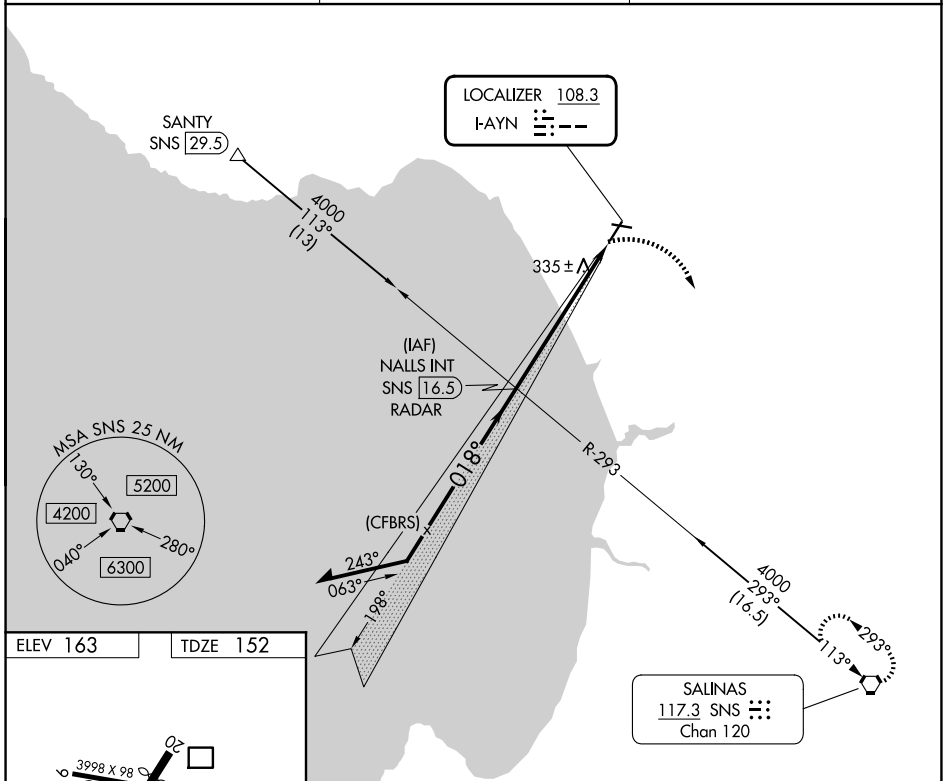 LOCALIZER 108.3
I-AYN
SANTY
SNS 29.5
4000
113°
(13)
335 ±
(IAF)
NALLS INT
SNS 16.5
RADAR
MSA SNS 25 NM
130°
5200
4200
040°
280°
6300
018°
R-293
(CFBRS)
243°
063°
198°
4000
293°
(16.5)
293°
113°
SALINAS
117.3 SNS
Chan 120
ELEV 163
TDZE 152
20
9
3998 X 98